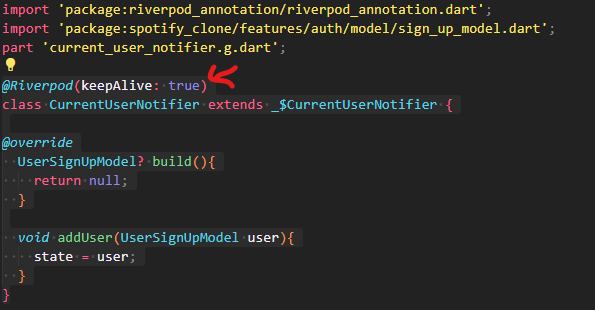 import 'package:riverpod_annotation/riverpod_annotation.dart';
import 'package:spotify_clone/features/auth/model/sign_up_model.dart';
part 'current_user_notifier.g.dart';
@Riverpod(keepAlive: true)
class CurrentUserNotifier extends _$CurrentUserNotifier {
@override
  UserSignUpModel? build(){
    return null;
  }
  void addUser(UserSignUpModel user){
    state = user;
  }
}